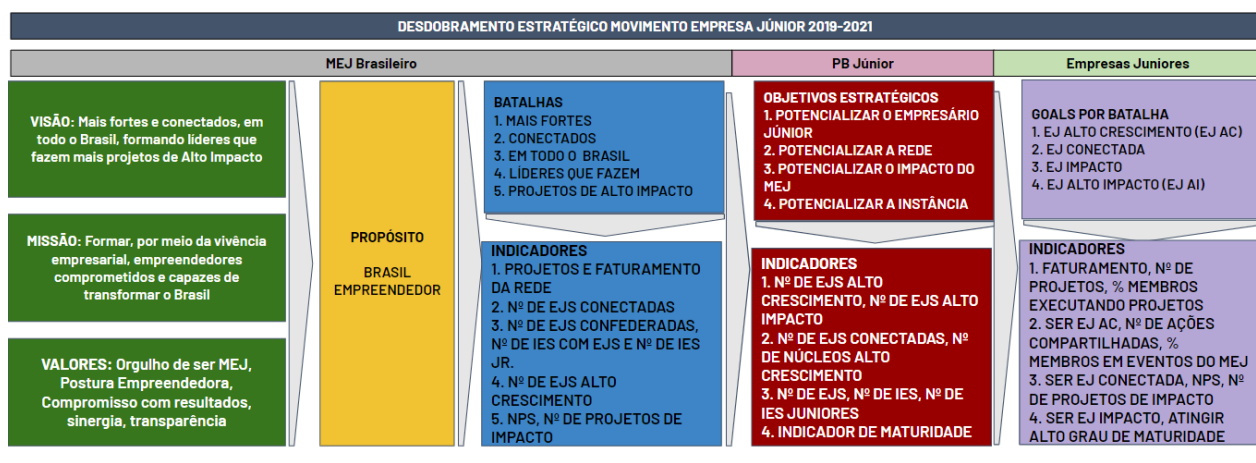 DESDOBRAMENTO ESTRATÉGICO MOVIMENTO EMPRESA JÚNIOR 2019-2021
MEJ Brasileiro
PB Júnior
Empresas Juniores
VISÃO: Mais fortes e conectados, em
todo o Brasil, formando líderes que
fazem mais projetos de Alto Impacto
MISSÃO: Formar, por meio da vivência
empresarial, empreendedores
comprometidos e capazes de
transformar o Brasil
VALORES: Orgulho de ser MEJ,
Postura Empreendedora,
Compromisso com resultados,
sinergia, transparência
PROPÓSITO
BRASIL
EMPREENDEDOR
BATALHAS
1. MAIS FORTES
2. CONECTADOS
3. EM TODO O BRASIL
4. LÍDERES QUE FAZEM
5. PROJETOS DE ALTO IMPACTO
INDICADORES
1. PROJETOS E FATURAMENTO
DA REDE
2. Nº DE EJS CONECTADAS
3. Nº DE EJS CONFEDERADAS,
Nº DE IES COM EJS E Nº DE IES
JR.
4. Nº DE EJS ALTO
CRESCIMENTO
5. NPS, Nº DE PROJETOS DE
IMPACTO
OBJETIVOS ESTRATÉGICOS
1. POTENCIALIZAR O EMPRESÁRIO
JÚNIOR
2. POTENCIALIZAR A REDE
3. POTENCIALIZAR O IMPACTO DO
MEJ
4. POTENCIALIZAR A INSTÂNCIA
INDICADORES
1. Nº DE EJS ALTO
CRESCIMENTO, Nº DE EJS ALTO
IMPACTO
2. Nº DE EJS CONECTADAS, Nº
DE NÚCLEOS ALTO
CRESCIMENTO
3. Nº DE EJS, Nº DE IES, Nº DE
IES JUNIORES
4. INDICADOR DE MATURIDADE
GOALS POR BATALHA
1. EJ ALTO CRESCIMENTO (EJ AC)
2. EJ CONECTADA
3. EJ IMPACTO
4. EJ ALTO IMPACTO (EJ AI)
INDICADORES
1. FATURAMENTO, Nº DE
PROJETOS, % MEMBROS
EXECUTANDO PROJETOS
2. SER EJ AC, Nº DE AÇÕES
COMPARTILHADAS, %
MEMBROS EM EVENTOS DO MEJ
3. SER EJ CONECTADA, NPS, Nº
DE PROJETOS DE IMPACTO
4. SER EJ IMPACTO, ATINGIR
ALTO GRAU DE MATURIDADE